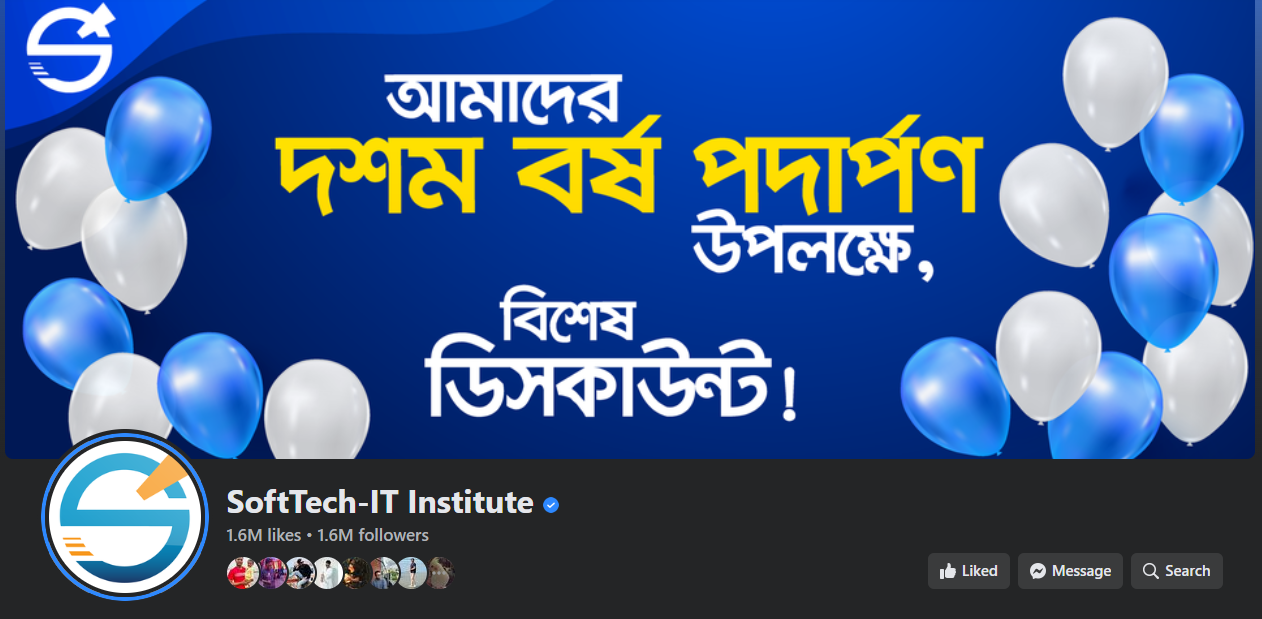 আমাদের
দশম বর্ষ পদার্পণ
উপলক্ষে,
বিশেষ
ডিসকাউন্ট!
SoftTech-IT Institute
1.6M likes • 1.6M followers
Liked
Message
Search